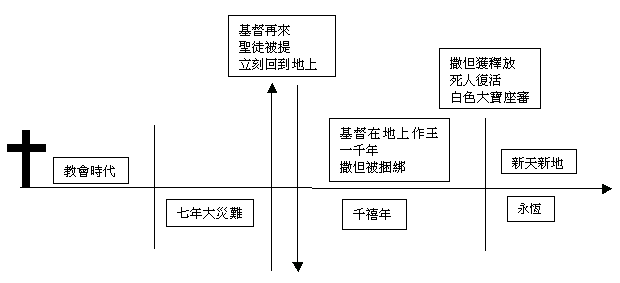 基督再來
聖徒被提
立刻回到地上
撒但獲釋放
死人復活
白色大寶座審
基督在地上作王
一千年
撒但被捆綁
教會時代
新天新地
七年大災難
千禧年
永恆